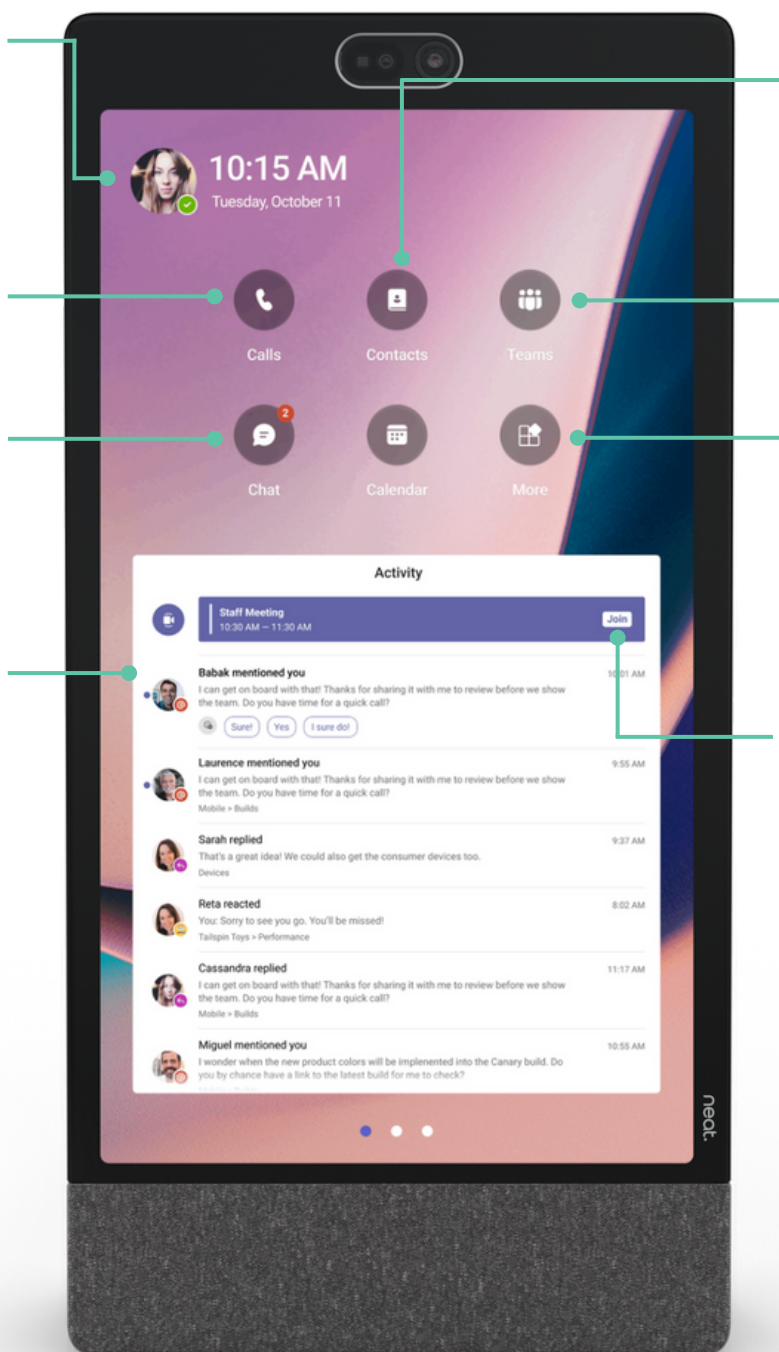 10:15 AM
Tuesday, October 11
Calls
Contacts
Teams
2
Chat
Calendar
More
Activity
Staff Meeting
10:30 AM — 11:30 AM
Join
Babak mentioned you
10:01 AM
I can get on board with that! Thanks for sharing it with me to review before we show
the team. Do you have time for a quick call?
Sure!
Yes
I sure do!
Laurence mentioned you
9:55 AM
I can get on board with that! Thanks for sharing it with me to review before we show
the team. Do you have time for a quick call?
Mobile > Builds
Sarah replied
9:37 AM
That's a great idea! We could also get the consumer devices too.
Devices
Reta reacted
8:02 AM
You: Sorry to see you go. You'll be missed!
Tailspin Toys > Performance
Cassandra replied
11:17 AM
I can get on board with that! Thanks for sharing it with me to review before we show
the team. Do you have time for a quick call?
Mobile > Builds
Miguel mentioned you
10:55 AM
I wonder when the new product colors will be implenented into the Canary build. Do
you by chance have a link to the latest build for me to check?
neat.